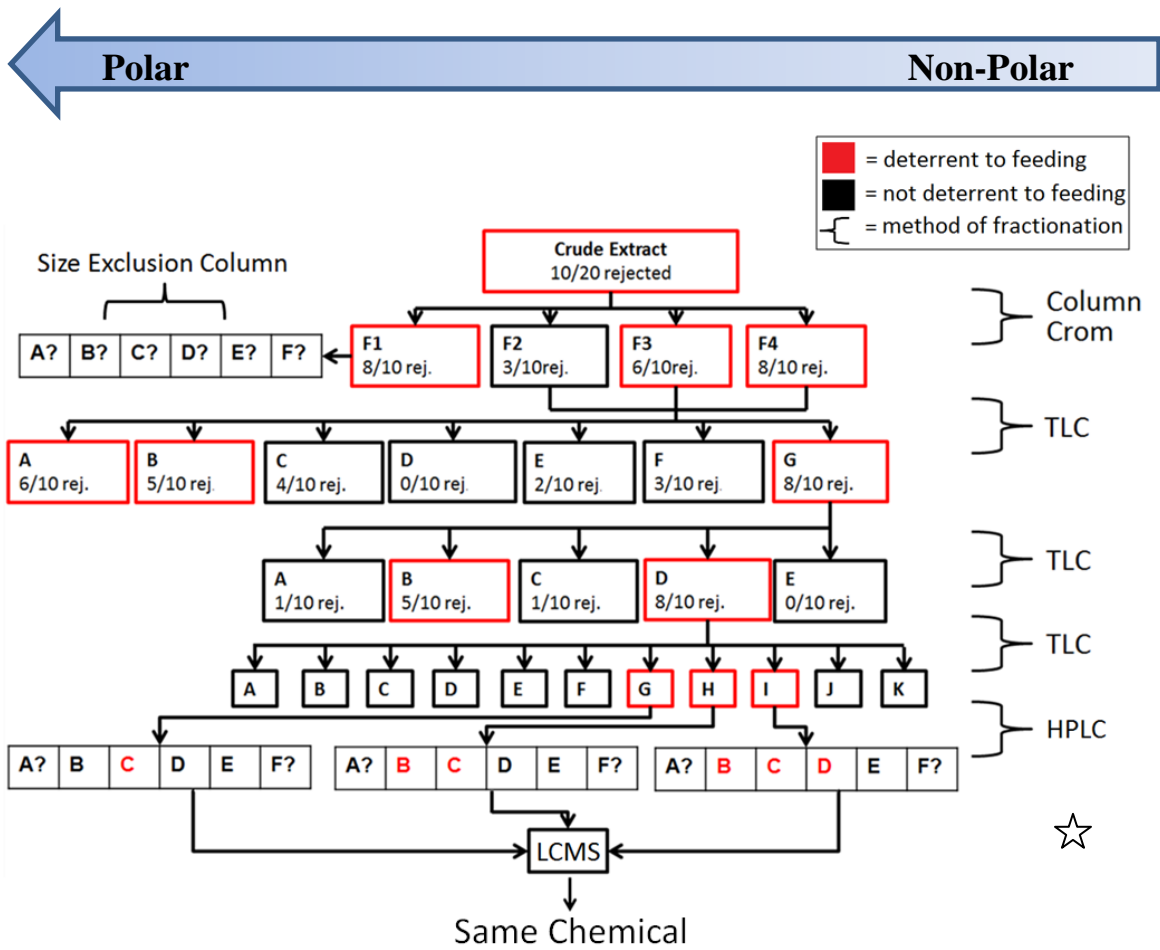 Polar
Non-Polar
= deterrent to feeding
= not deterrent to feeding
= method of fractionation
Crude Extract
10/20 rejected
Size Exclusion Column
Column
Crom
A? B? C? D? E? F?
F1
8/10 rej.
F2
3/10rej.
F3
6/10rej.
F4
8/10 rej.
TLC
A
6/10 rej.
B
5/10 rej.
C
4/10 rej.
D
0/10 rej.
E
2/10 rej.
F
3/10 rej.
G
8/10 rej.
TLC
A
1/10 rej.
B
5/10 rej.
C
1/10 rej.
D
8/10 rej.
E
0/10 rej.
TLC
A B C D E F G H I J K
HPLC
A? B C D E F?
A? B C D E F?
A? B C D E F?
LCMS
Same Chemical